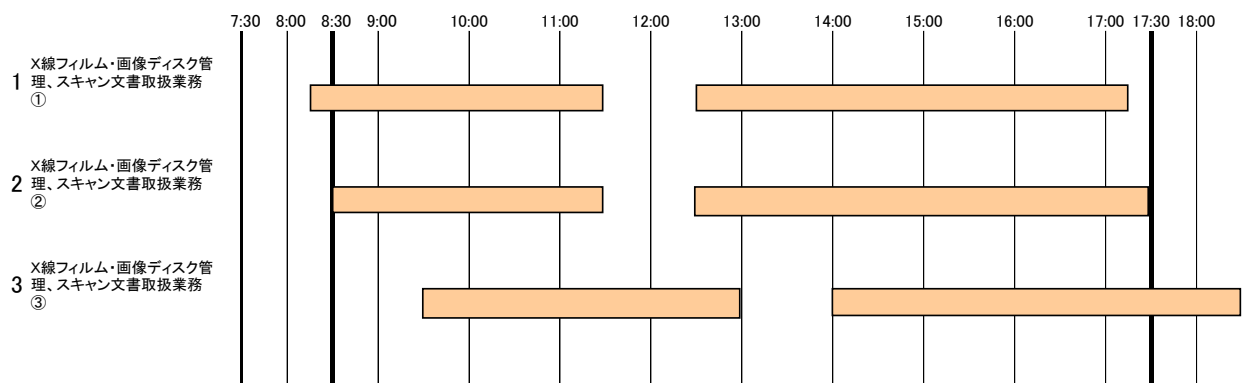 7:30 8:00 8:30 9:00 10:00 11:00 12:00 13:00 14:00 15:00 16:00 17:00 17:30 18:00
1
X線フィルム・画像ディスク管
理、スキャン文書取扱業務
①
2
X線フィルム・画像ディスク管
理、スキャン文書取扱業務
②
3
X線フィルム・画像ディスク管
理、スキャン文書取扱業務
③